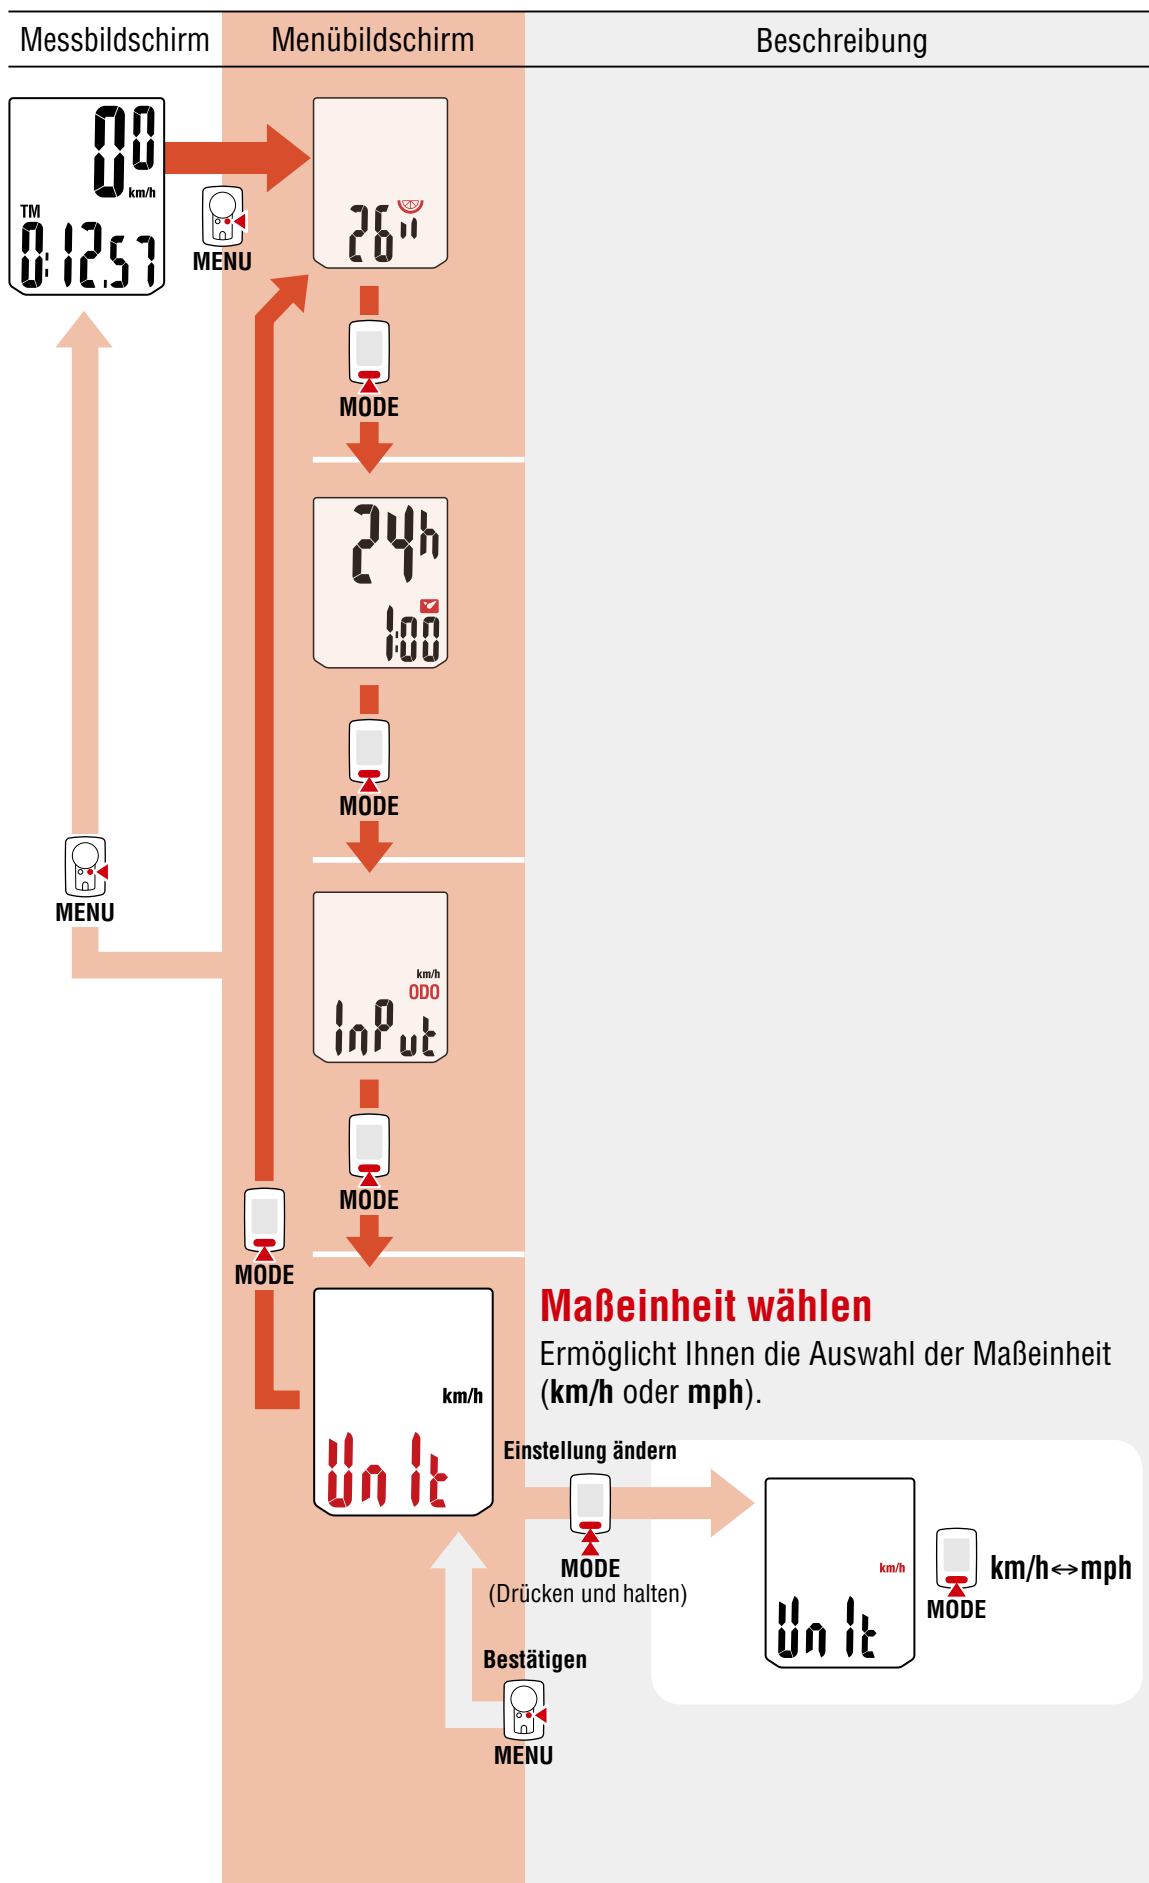 Messbildschirm
Menübildschirm
Beschreibung
00
km/h
TM
0:12.57
MENU
26"
MODE
24h
1:00
MODE
MENU
km/h
ODO
InPut
MODE
MODE
km/h
UnIt
Maßeinheit wählen
Ermöglicht Ihnen die Auswahl der Maßeinheit
(km/h oder mph).
Einstellung ändern
MODE
(Drücken und halten)
km/h
UnIt
MODE
km/h↔mph
Bestätigen
MENU